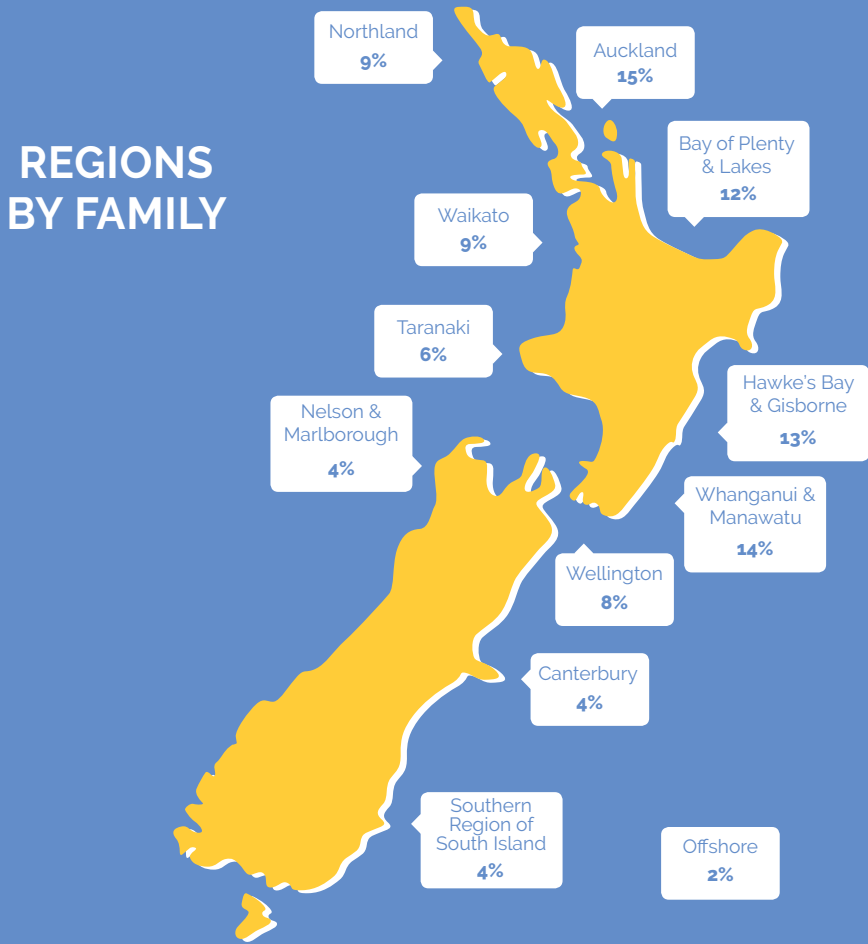 REGIONS
BY FAMILY
Northland
9%
Auckland
15%
Bay of Plenty
& Lakes
12%
Waikato
9%
Taranaki
6%
Hawke's Bay
& Gisborne
13%
Nelson &
Marlborough
4%
Whanganui &
Manawatu
14%
Wellington
8%
Canterbury
4%
Southern
Region of
South Island
4%
Offshore
2%